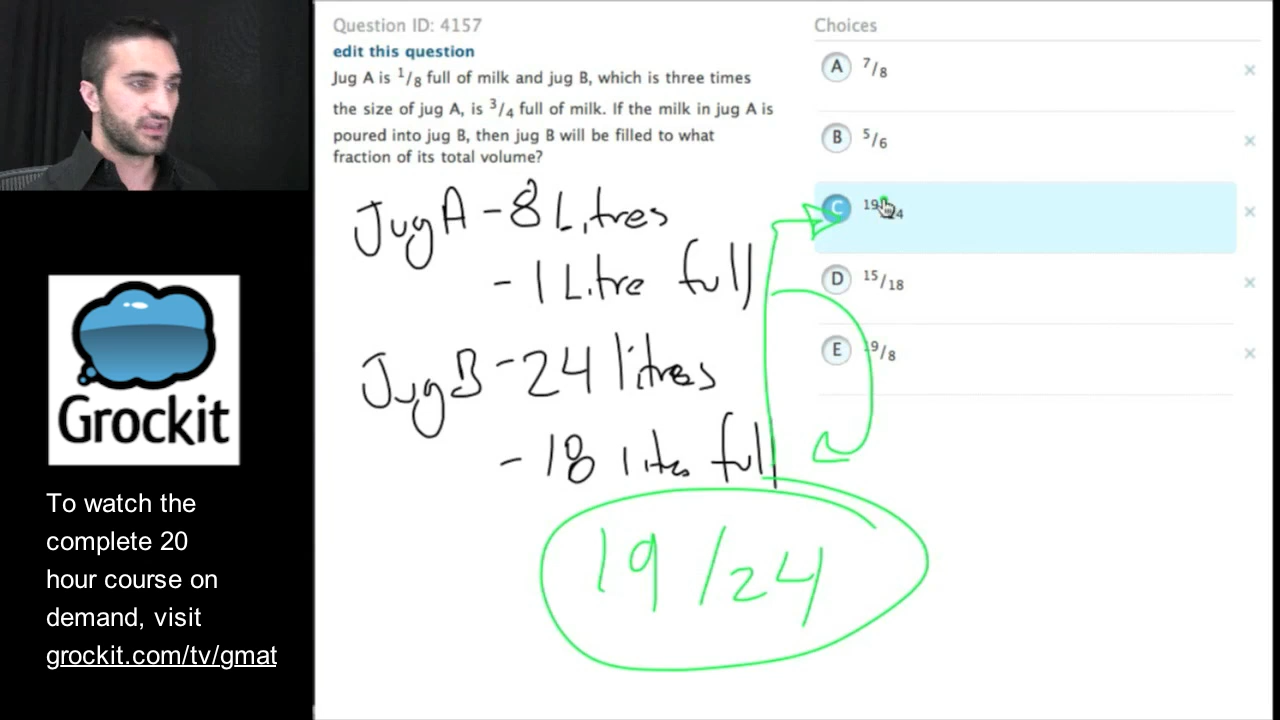 Question ID: 4157
edit this question
Jug A is 1/8 full of milk and jug B, which is three times
the size of jug A, is 3/4 full of milk. If the milk in jug A is
poured into jug B, then jug B will be filled to what
fraction of its total volume?
Jug A - 8 Litres
- 1 Litre full
Jug B - 24 litres
- 18 lites full
19/24
Choices
A 7/8
B 5/6
C 19
D 15/18
E 19/8
Grockit
To watch the
complete 20
hour course on
demand, visit
grockit.com/tv/gmat